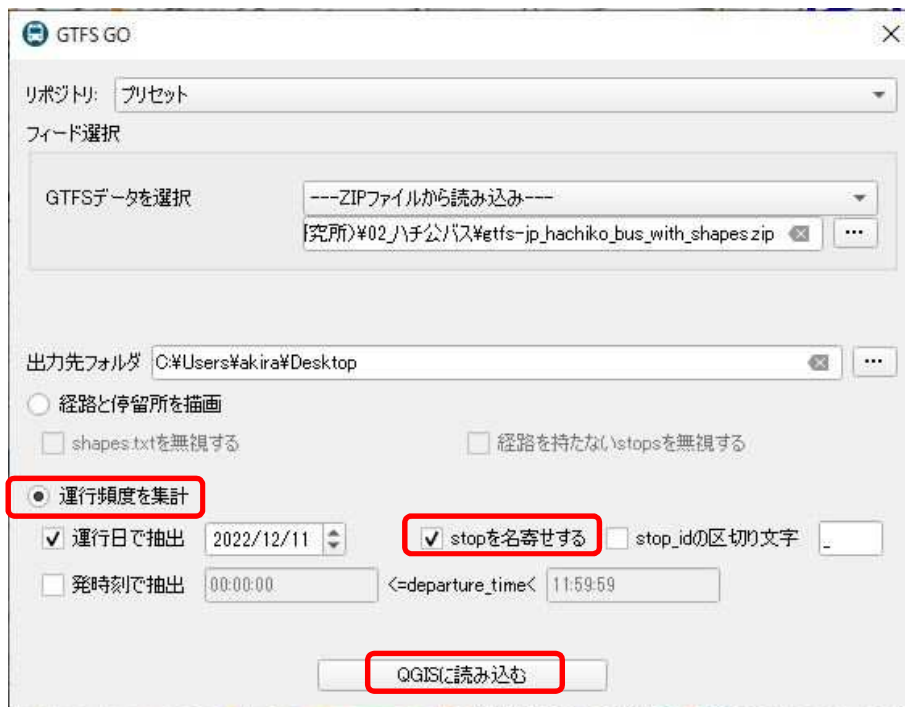 GTFS GO
リポジトリ: プリセット
フィード選択
GTFSデータを選択 ---ZIPファイルから読み込み---
究所)¥02_ハチ公バス¥gtfs-jp_hachiko_bus_with_shapes.zip ...
出力先フォルダ C:¥Users¥akira¥Desktop ...
経路と停留所を描画
shapes.txtを無視する 経路を持たないstopsを無視する
運行頻度を集計
運行日で抽出 2022/12/11 stopを名寄せする stop_idの区切り文字 _
発時刻で抽出 00:00:00 <=departure_time< 11:59:59
QGISに読み込む